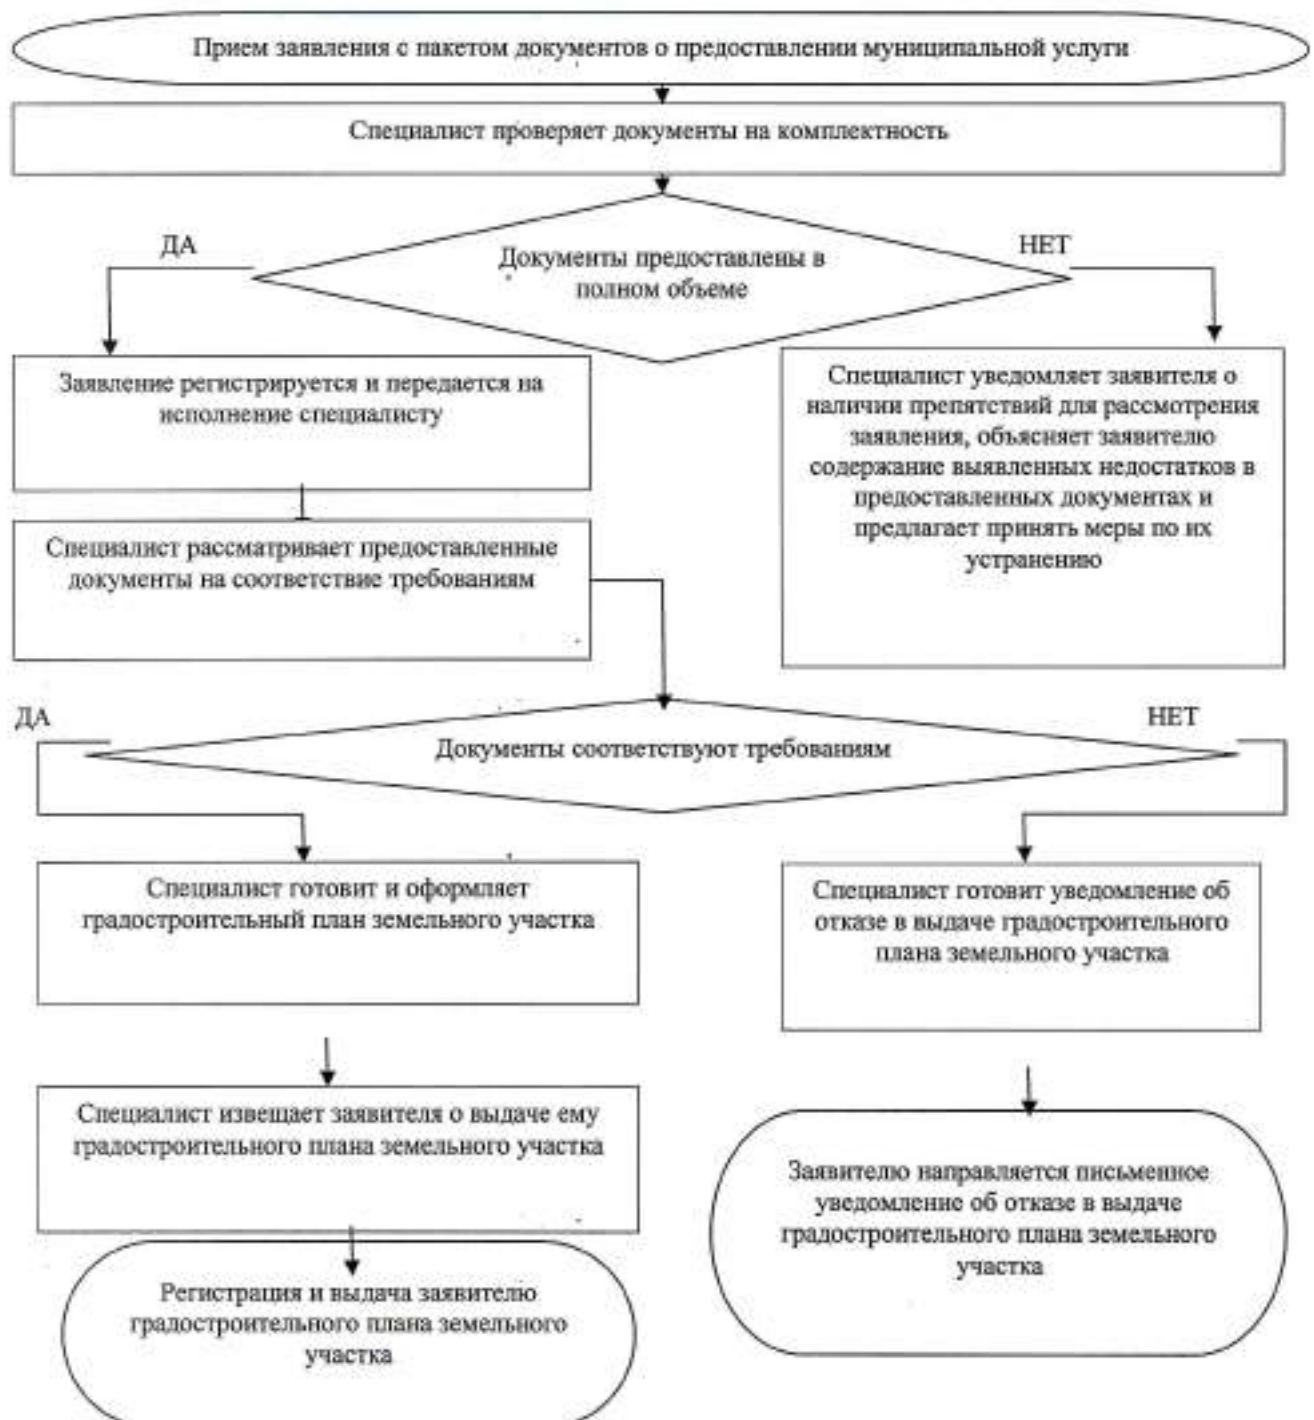 Прием заявления с пакетом документов о предоставлении муниципальной услуги
Специалист проверяет документы на комплектность
ДА
НЕТ
Документы предоставлены в
полном объеме
Заявление регистрируется и передается на
исполнение специалисту
Специалист уведомляет заявителя о
наличии препятствий для рассмотрения
заявления, объясняет заявителю
содержание выявленных недостатков в
предоставленных документах и
предлагает принять меры по их
устранению
Специалист рассматривает предоставленные
документы на соответствие требованиям
ДА
НЕТ
Документы соответствуют требованиям
Специалист готовит и оформляет
градостроительный план земельного участка
Специалист готовит уведомление об
отказе в выдаче градостроительного
плана земельного участка
Специалист извещает заявителя о выдаче ему
градостроительного плана земельного участка
Заявителю направляется письменное
уведомление об отказе в выдаче
градостроительного плана земельного
участка
Регистрация и выдача заявителю
градостроительного плана земельного
участка